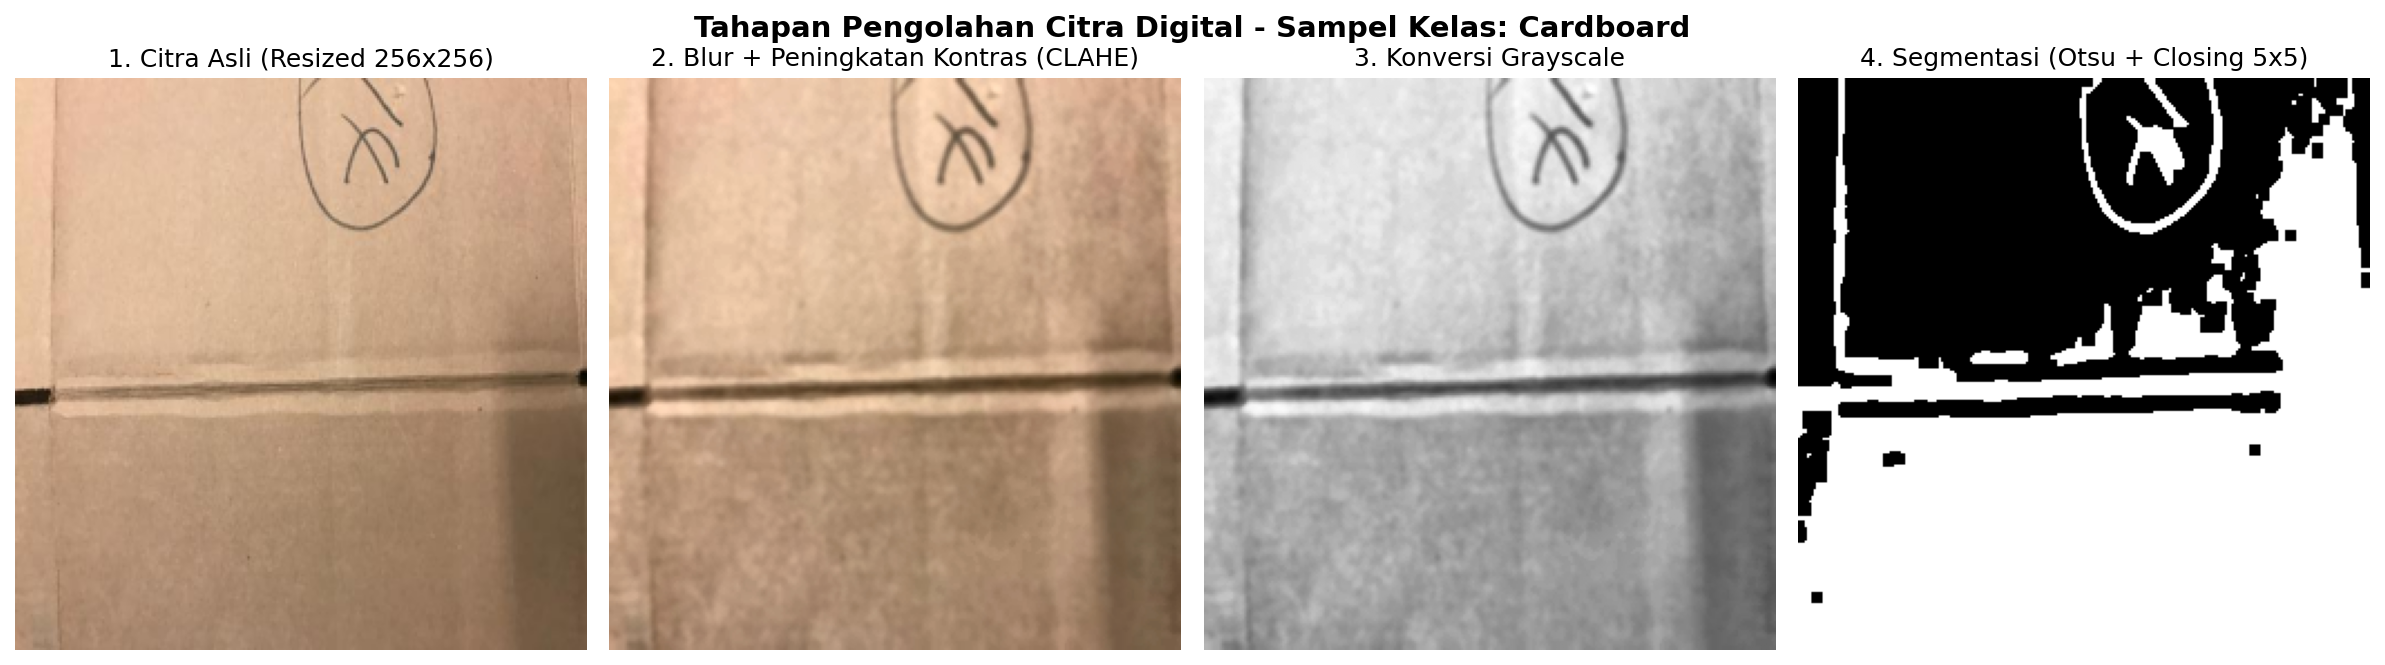 Tahapan Pengolahan Citra Digital - Sampel Kelas: Cardboard
1. Citra Asli (Resized 256x256)
2. Blur + Peningkatan Kontras (CLAHE)
3. Konversi Grayscale
4. Segmentasi (Otsu + Closing 5x5)